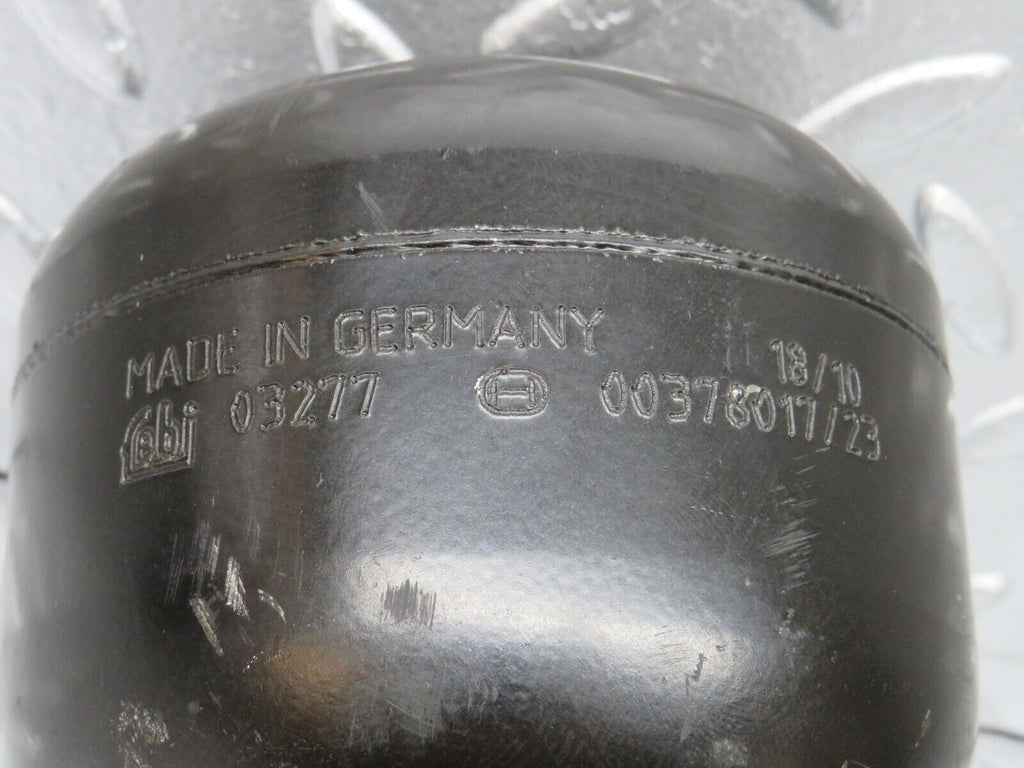 MADE IN GERMANY
18/10
febi 03277 00378017/23